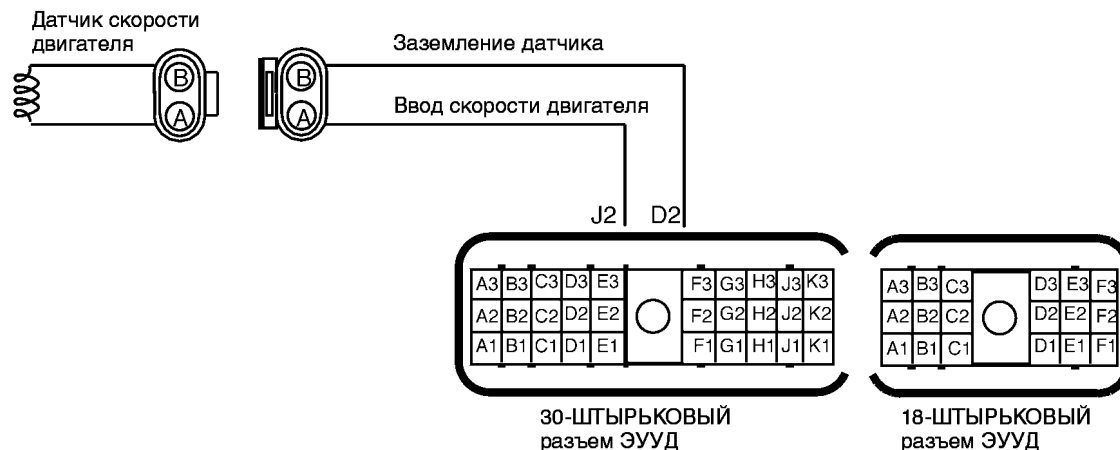 Датчик скорости
двигателя
Заземление датчика
B
B
Ввод скорости двигателя
A
A
J2 D2
A3 B3 C3 D3 E3 F3 G3 H3 J3 K3
A2 B2 C2 D2 E2 F2 G2 H2 J2 K2
A1 B1 C1 D1 E1 F1 G1 H1 J1 K1
A3 B3 C3 D3 E3 F3
A2 B2 C2 D2 E2 F2
A1 B1 C1 D1 E1 F1
30-ШТЫРЬКОВЫЙ
разъем ЭУУД
18-ШТЫРЬКОВЫЙ
разъем ЭУУД